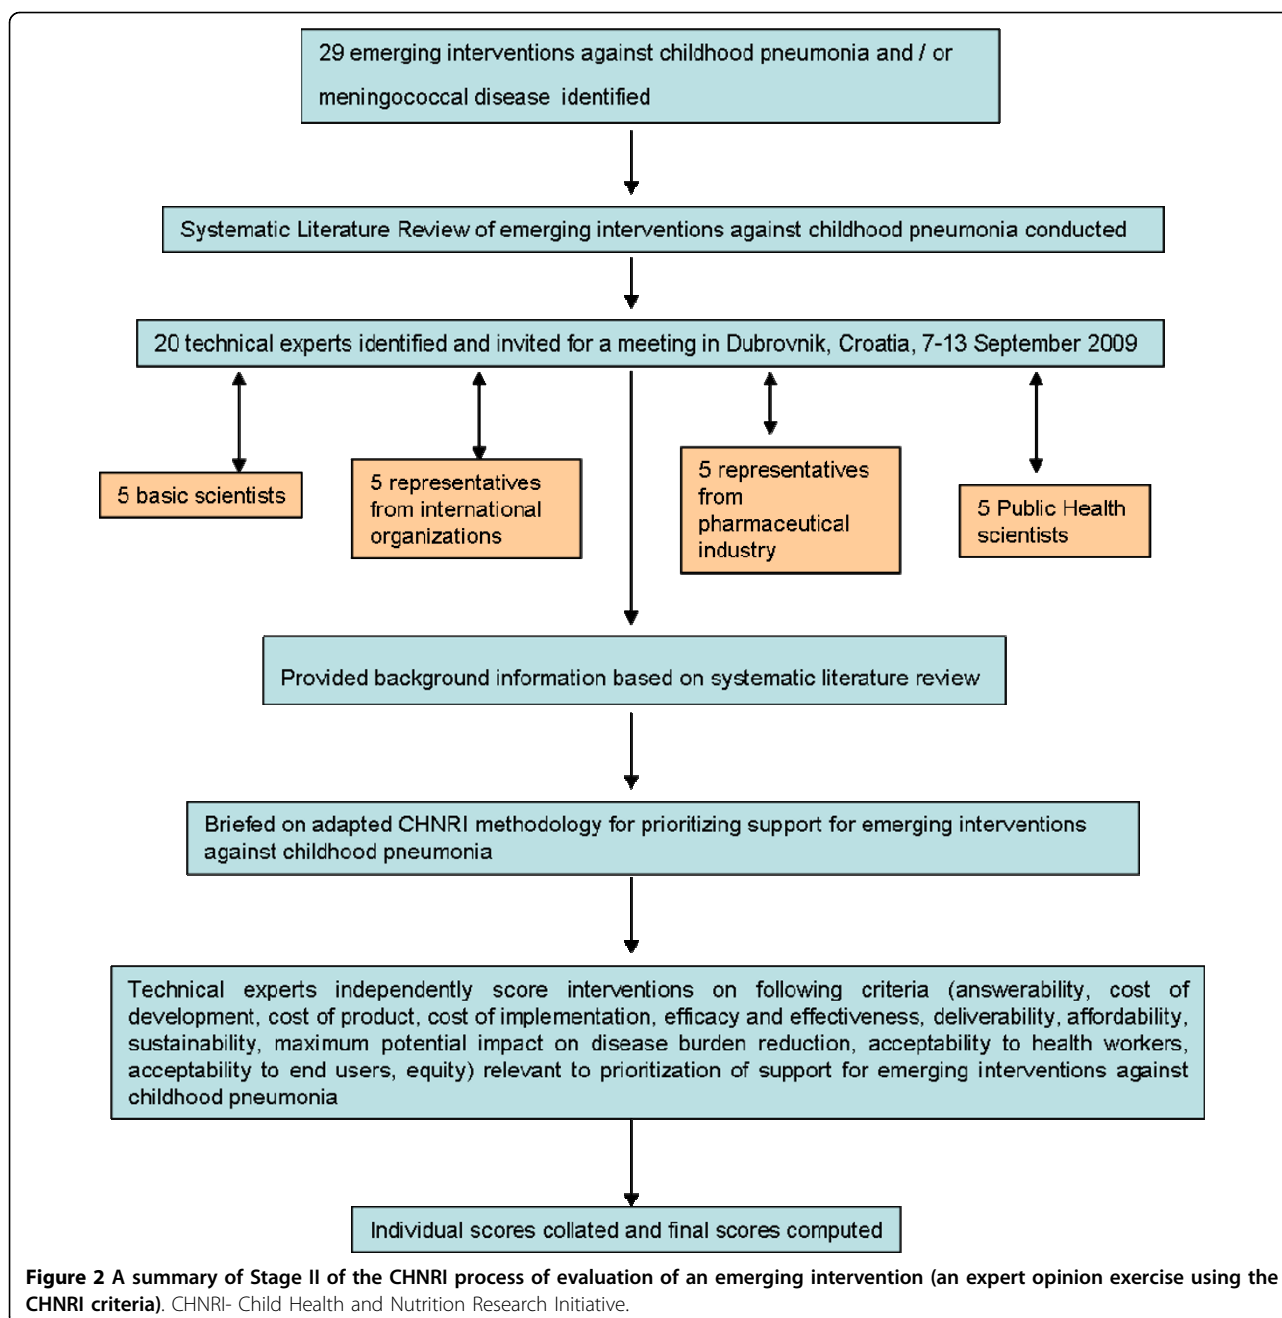 29 emerging interventions against childhood pneumonia and / or
meningococcal disease identified
Systematic Literature Review of emerging interventions against childhood pneumonia conducted
20 technical experts identified and invited for a meeting in Dubrovnik, Croatia, 7-13 September 2009
5 basic scientists
5 representatives
from international
organizations
5 representatives
from
pharmaceutical
industry
5 Public Health
scientists
Provided background information based on systematic literature review
Briefed on adapted CHNRI methodology for prioritizing support for emerging interventions
against childhood pneumonia
Technical experts independently score interventions on following criteria (answerability, cost of
development, cost of product, cost of implementation, efficacy and effectiveness, deliverability, affordability,
sustainability, maximum potential impact on disease burden reduction, acceptability to health workers,
acceptability to end users, equity) relevant to prioritization of support for emerging interventions against
childhood pneumonia
Individual scores collated and final scores computed
Figure 2 A summary of Stage II of the CHNRI process of evaluation of an emerging intervention (an expert opinion exercise using the
CHNRI criteria). CHNRI- Child Health and Nutrition Research Initiative.